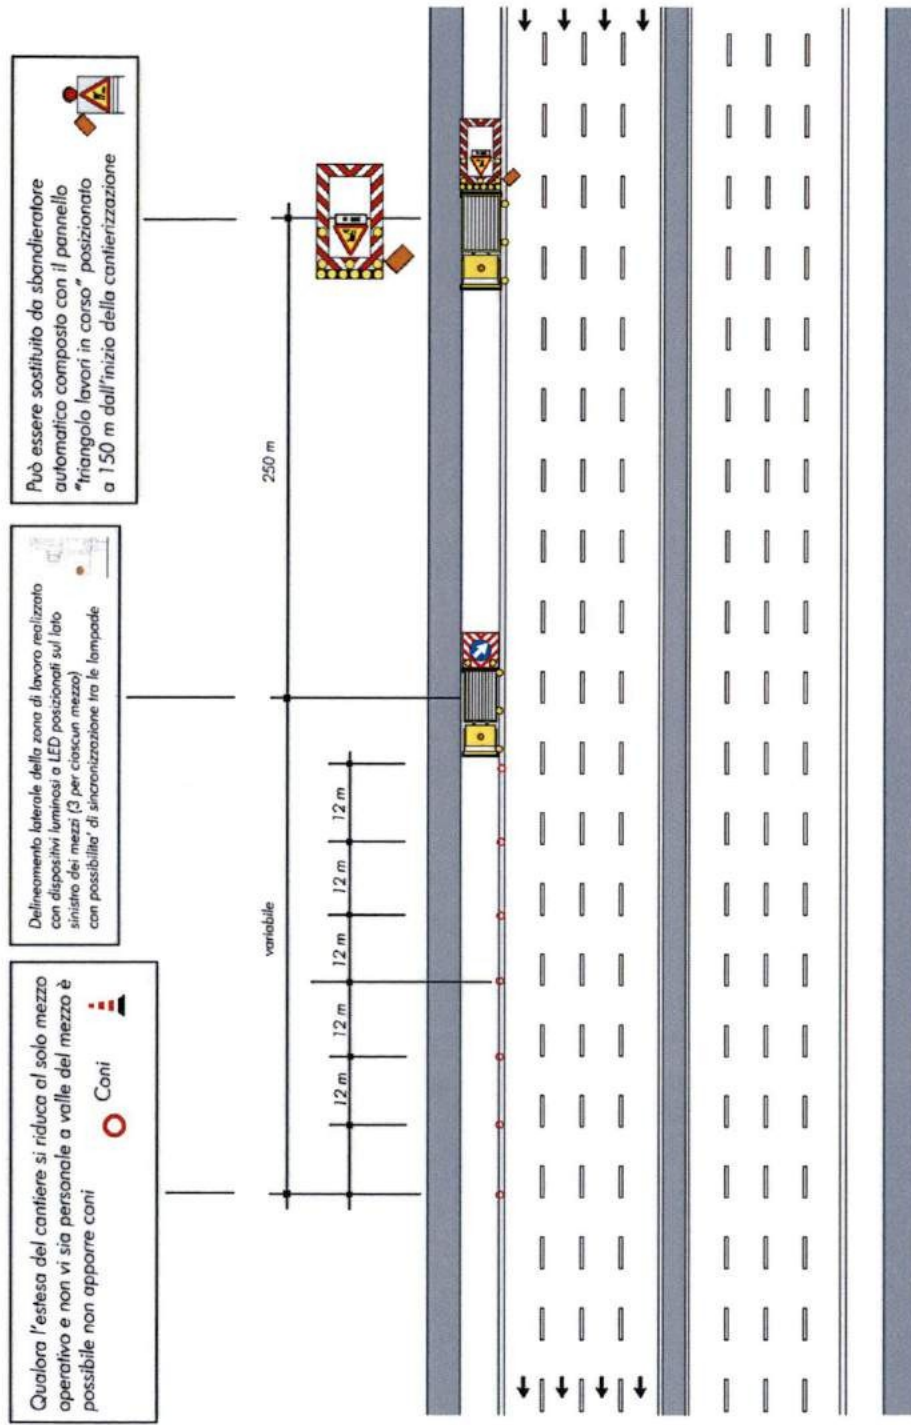 Qualora l'estesa del cantiere si riduca al solo mezzo
operativo e non vi sia personale a valle del mezzo è
possibile non apporre coni
Coni
Delineamento laterale della zona di lavoro realizzato
con dispositivi luminosi a LED posizionati sul lato
sinistro dei mezzi (3 per ciascun mezzo)
con possibilita' di sincronizzazione tra le lampade
Può essere sostituito da sbandieratore
automatico composto con il pannello
"triangolo lavori in corso" posizionato
a 150 m dall'inizio della cantierizzazione
variabile
250 m
12 m
12 m
12 m
12 m
12 m